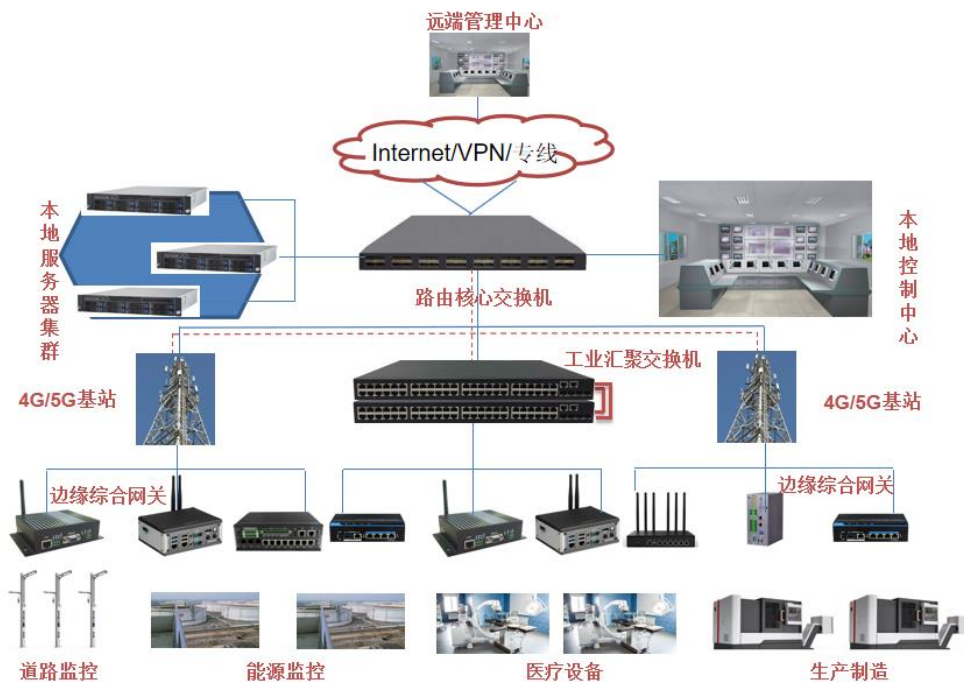 远端管理中心
Internet/VPN/专线
本地服务器集群
本地控制中心
路由核心交换机
工业汇聚交换机
4G/5G基站
4G/5G基站
边缘综合网关
边缘综合网关
道路监控
能源监控
医疗设备
生产制造